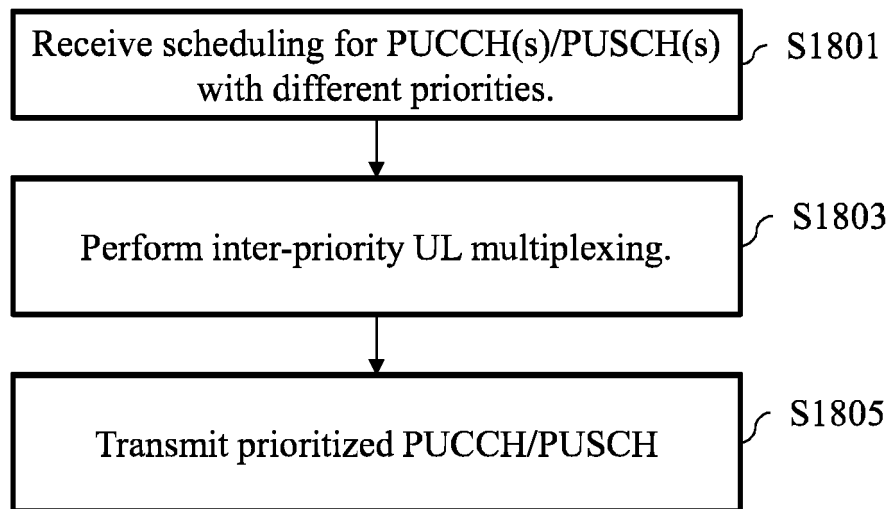 Receive scheduling for PUCCH(s)/PUSCH(s)
with different priorities.
S1801
Perform inter-priority UL multiplexing.
S1803
Transmit prioritized PUCCH/PUSCH
S1805